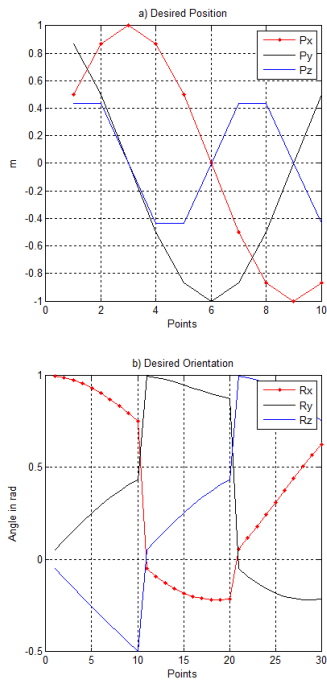 a) Desired Position
1
0.8
0.6
0.4
0.2
0
-0.2
-0.4
-0.6
-0.8
-1
m
Px
Py
Pz
0 2 4 6 8 10
Points
b) Desired Orientation
1
0.5
0
-0.5
Angle in rad
Rx
Ry
Rz
0 5 10 15 20 25 30
Points